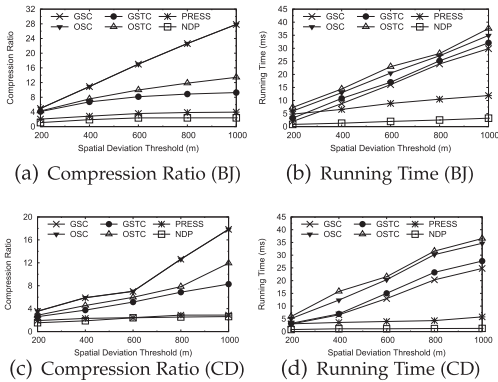 GSC GSTC PRESS
OSC OSTC NDP
Compression Ratio
28
24
20
16
12
8
4
0
200 400 600 800 1000
Spatial Deviation Threshold (m)
(a) Compression Ratio (BJ)
GSC GSTC PRESS
OSC OSTC NDP
Running Time (ms)
45
40
35
30
25
20
15
10
5
0
200 400 600 800 1000
Spatial Deviation Threshold (m)
(b) Running Time (BJ)
GSC GSTC PRESS
OSC OSTC NDP
Compression Ratio
20
16
12
8
4
0
200 400 600 800 1000
Spatial Deviation Threshold (m)
(c) Compression Ratio (CD)
GSC GSTC PRESS
OSC OSTC NDP
Running Time (ms)
45
40
35
30
25
20
15
10
5
0
200 400 600 800 1000
Spatial Deviation Threshold (m)
(d) Running Time (CD)